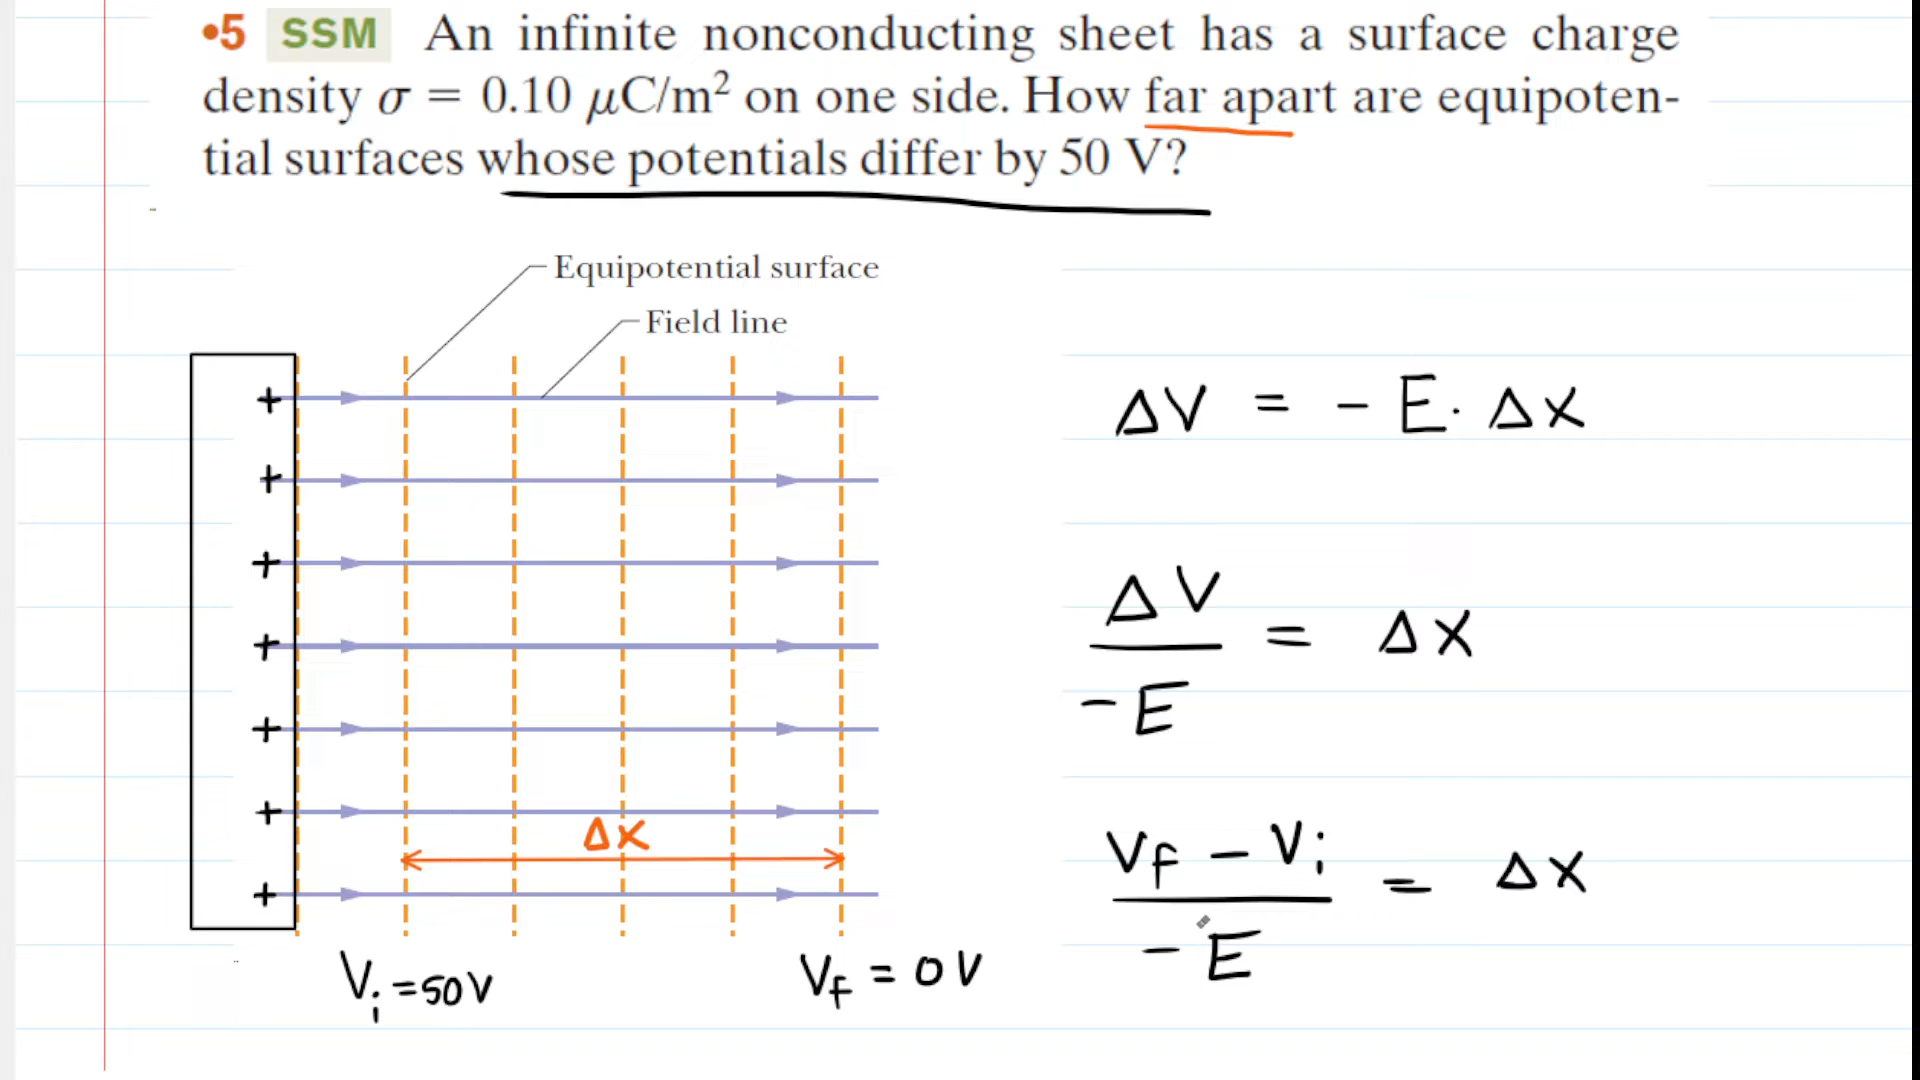 •5 SSM An infinite nonconducting sheet has a surface charge
density σ = 0.10 μC/m² on one side. How far apart are equipoten-
tial surfaces whose potentials differ by 50 V?
Equipotential surface
Field line
+
+
+
+
+
+
+
Δx
Vi = 50 V
Vf = 0 V
ΔV = - E · Δx
ΔV / -E = Δx
Vf - Vi / -E = Δx